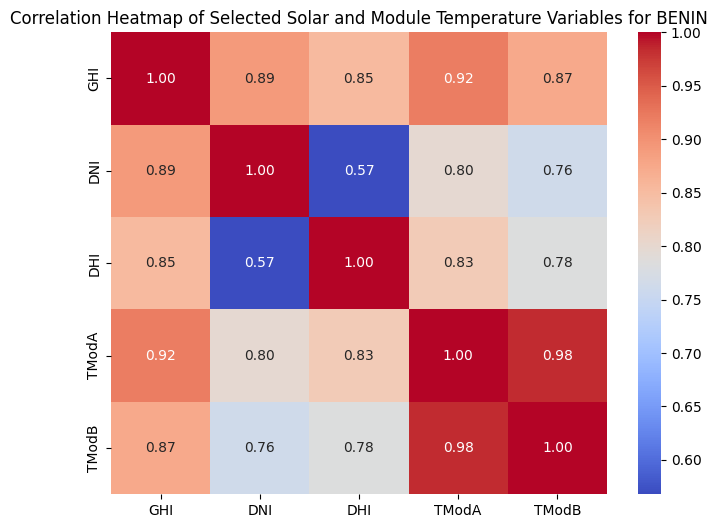 Correlation Heatmap of Selected Solar and Module Temperature Variables for BENIN
GHI 1.00 0.89 0.85 0.92 0.87
DNI 0.89 1.00 0.57 0.80 0.76
DHI 0.85 0.57 1.00 0.83 0.78
TModA 0.92 0.80 0.83 1.00 0.98
TModB 0.87 0.76 0.78 0.98 1.00
GHI DNI DHI TModA TModB
1.00
0.95
0.90
0.85
0.80
0.75
0.70
0.65
0.60